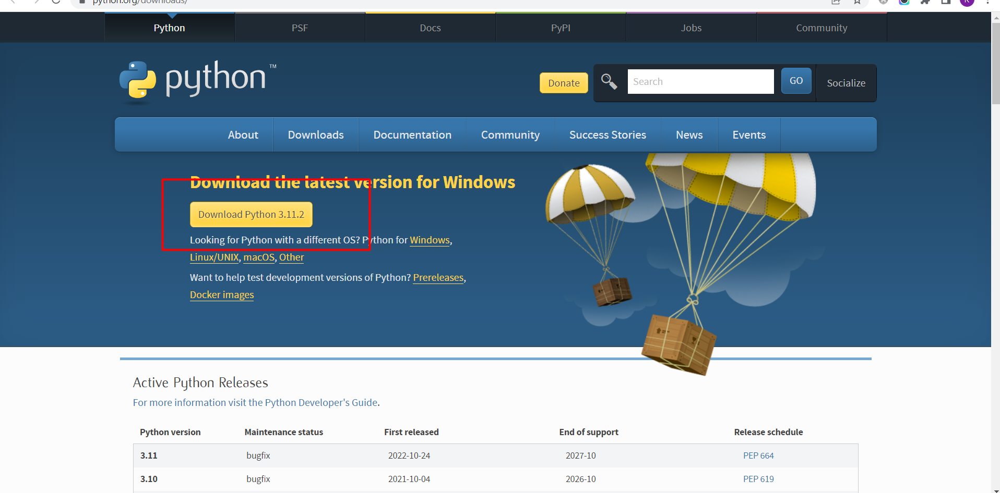 python.org/downloads/
Python PSF Docs PyPI Jobs Community
python™
Donate Search GO Socialize
About Downloads Documentation Community Success Stories News Events
Download the latest version for Windows
Download Python 3.11.2
Looking for Python with a different OS? Python for Windows,
Linux/UNIX, macOS, Other
Want to help test development versions of Python? Prereleases,
Docker images
Active Python Releases
For more information visit the Python Developer's Guide.
Python version Maintenance status First released End of support Release schedule
3.11 bugfix 2022-10-24 2027-10 PEP 664
3.10 bugfix 2021-10-04 2026-10 PEP 619